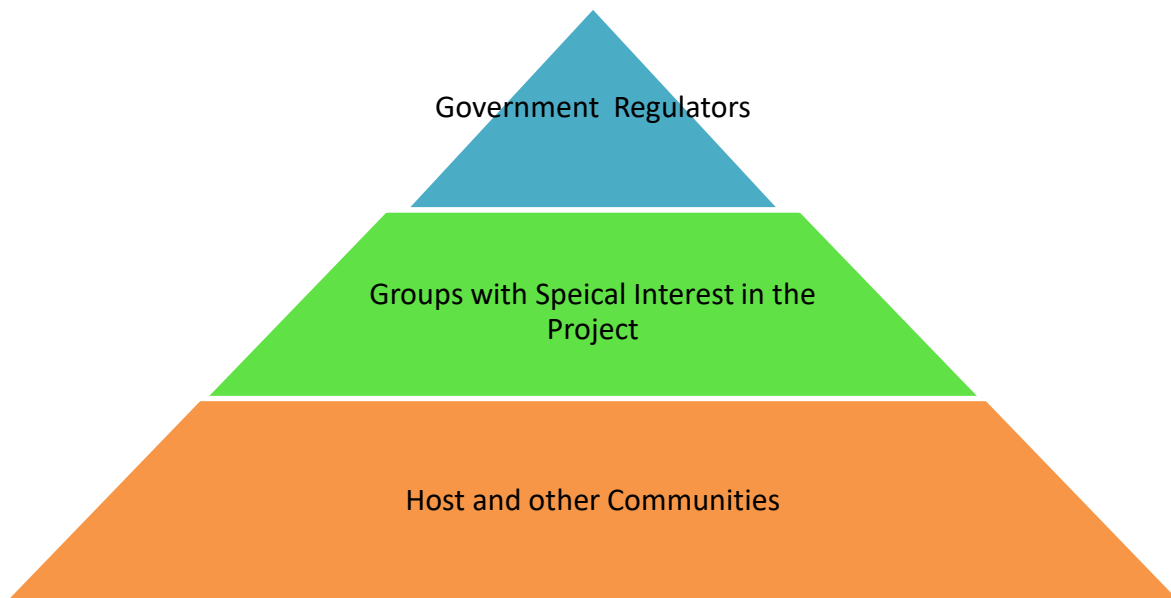 Government  Regulators
Groups with Speical Interest in the
Project
Host and other Communities